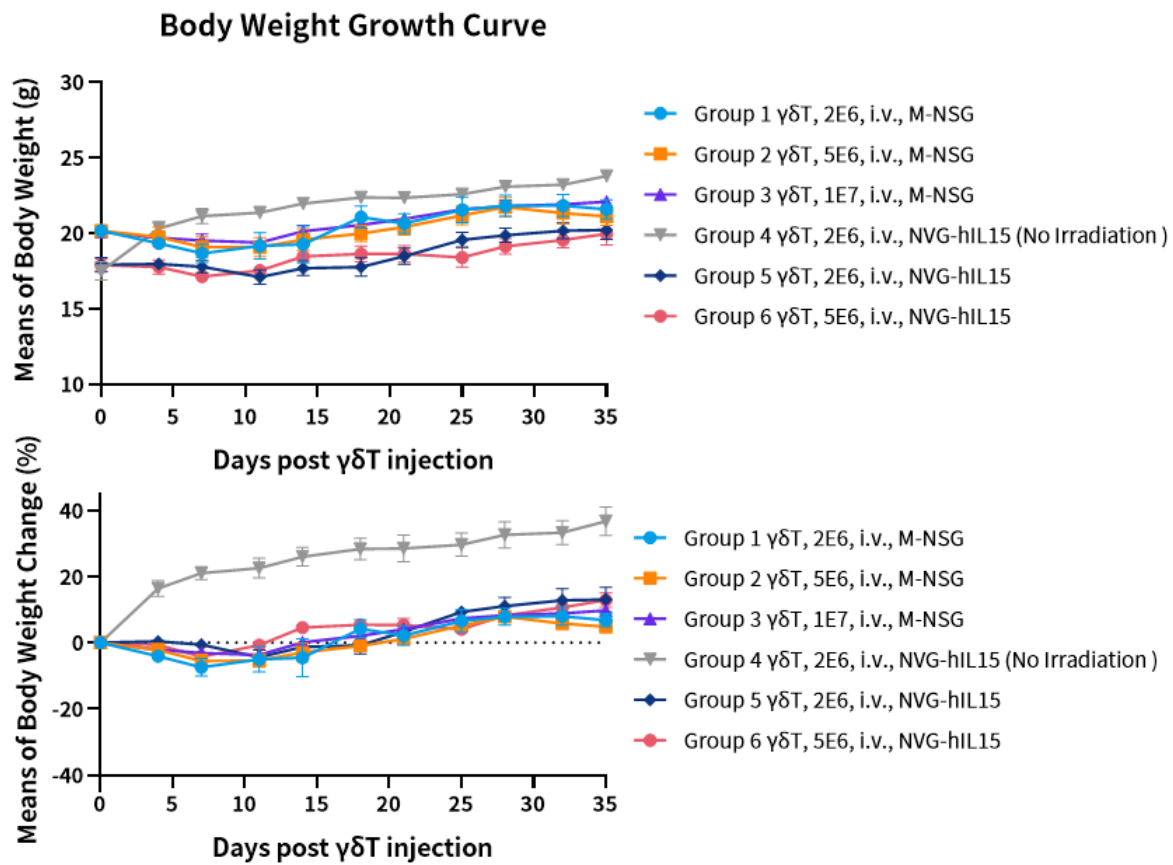 Body Weight Growth Curve
Means of Body Weight (g)
30
25
20
15
10
0 5 10 15 20 25 30 35
Days post γδT injection
Group 1 γδT, 2E6, i.v., M-NSG
Group 2 γδT, 5E6, i.v., M-NSG
Group 3 γδT, 1E7, i.v., M-NSG
Group 4 γδT, 2E6, i.v., NVG-hIL15 (No Irradiation )
Group 5 γδT, 2E6, i.v., NVG-hIL15
Group 6 γδT, 5E6, i.v., NVG-hIL15
Means of Body Weight Change (%)
40
20
0
-20
-40
0 5 10 15 20 25 30 35
Days post γδT injection
Group 1 γδT, 2E6, i.v., M-NSG
Group 2 γδT, 5E6, i.v., M-NSG
Group 3 γδT, 1E7, i.v., M-NSG
Group 4 γδT, 2E6, i.v., NVG-hIL15 (No Irradiation )
Group 5 γδT, 2E6, i.v., NVG-hIL15
Group 6 γδT, 5E6, i.v., NVG-hIL15